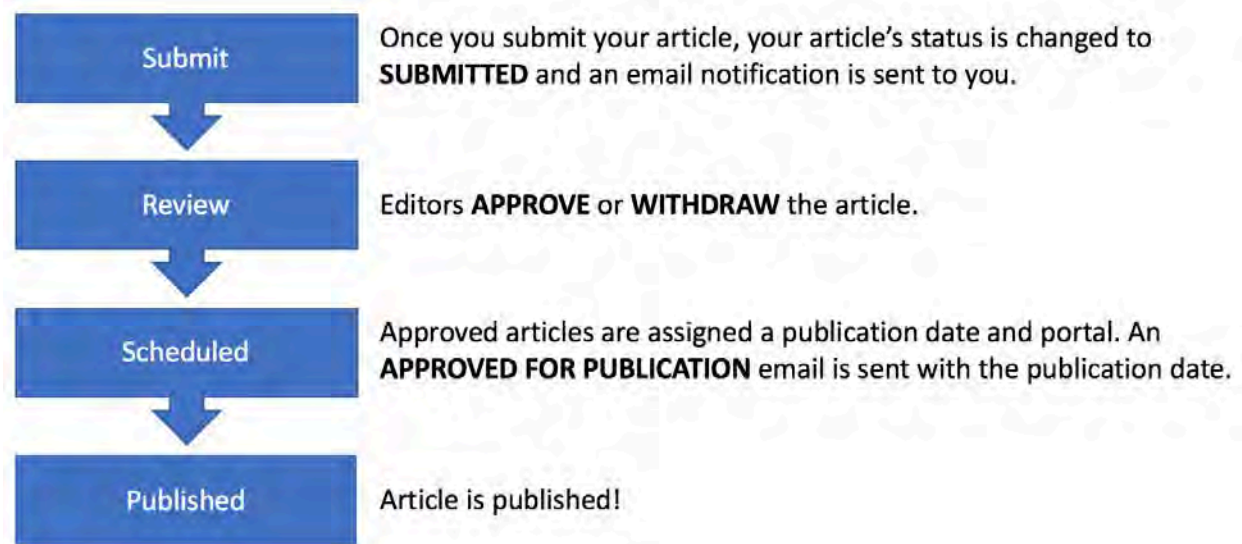 Submit
Once you submit your article, your article’s status is changed to
SUBMITTED and an email notification is sent to you.
Review
Editors APPROVE or WITHDRAW the article.
Scheduled
Approved articles are assigned a publication date and portal. An
APPROVED FOR PUBLICATION email is sent with the publication date.
Published
Article is published!